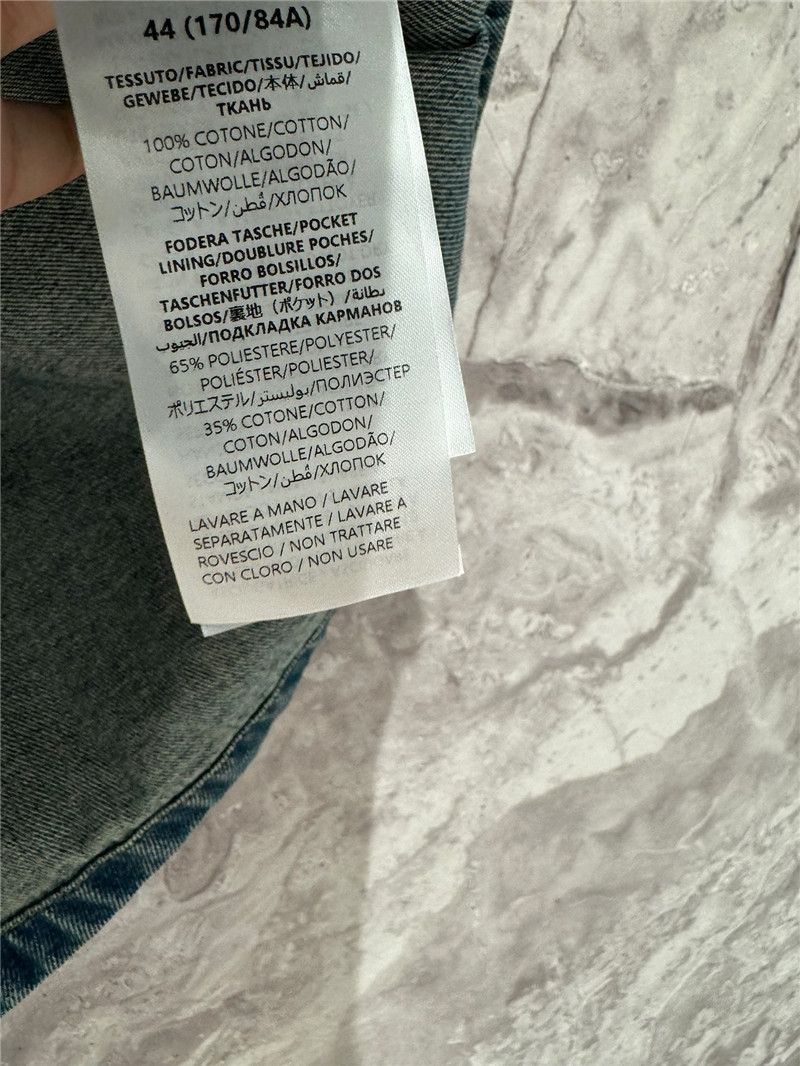 44 (170/84A)
TESSUTO/FABRIC/TISSU/TEJIDO/
GEWEBE/TECIDO/本体/قماش/
ТКАНЬ
100% COTONE/COTTON/
COTON/ALGODON/
BAUMWOLLE/ALGODÃO/
コットン/قُطن/ХЛОПОК
FODERA TASCHE/POCKET
LINING/DOUBLURE POCHES/
FORRO BOLSILLOS/
TASCHENFUTTER/FORRO DOS
BOLSOS/裏地（ポケット）/بطانة
الجيوب/ПОДКЛАДКА КАРМАНОВ
65% POLIESTERE/POLYESTER/
POLIÉSTER/POLIESTER/
ポリエステル/بوليستر/ПОЛИЭСТЕР
35% COTONE/COTTON/
COTON/ALGODON/
BAUMWOLLE/ALGODÃO/
コットン/قُطن/ХЛОПОК
LAVARE A MANO / LAVARE
SEPARATAMENTE / LAVARE A
ROVESCIO / NON TRATTARE
CON CLORO / NON USARE